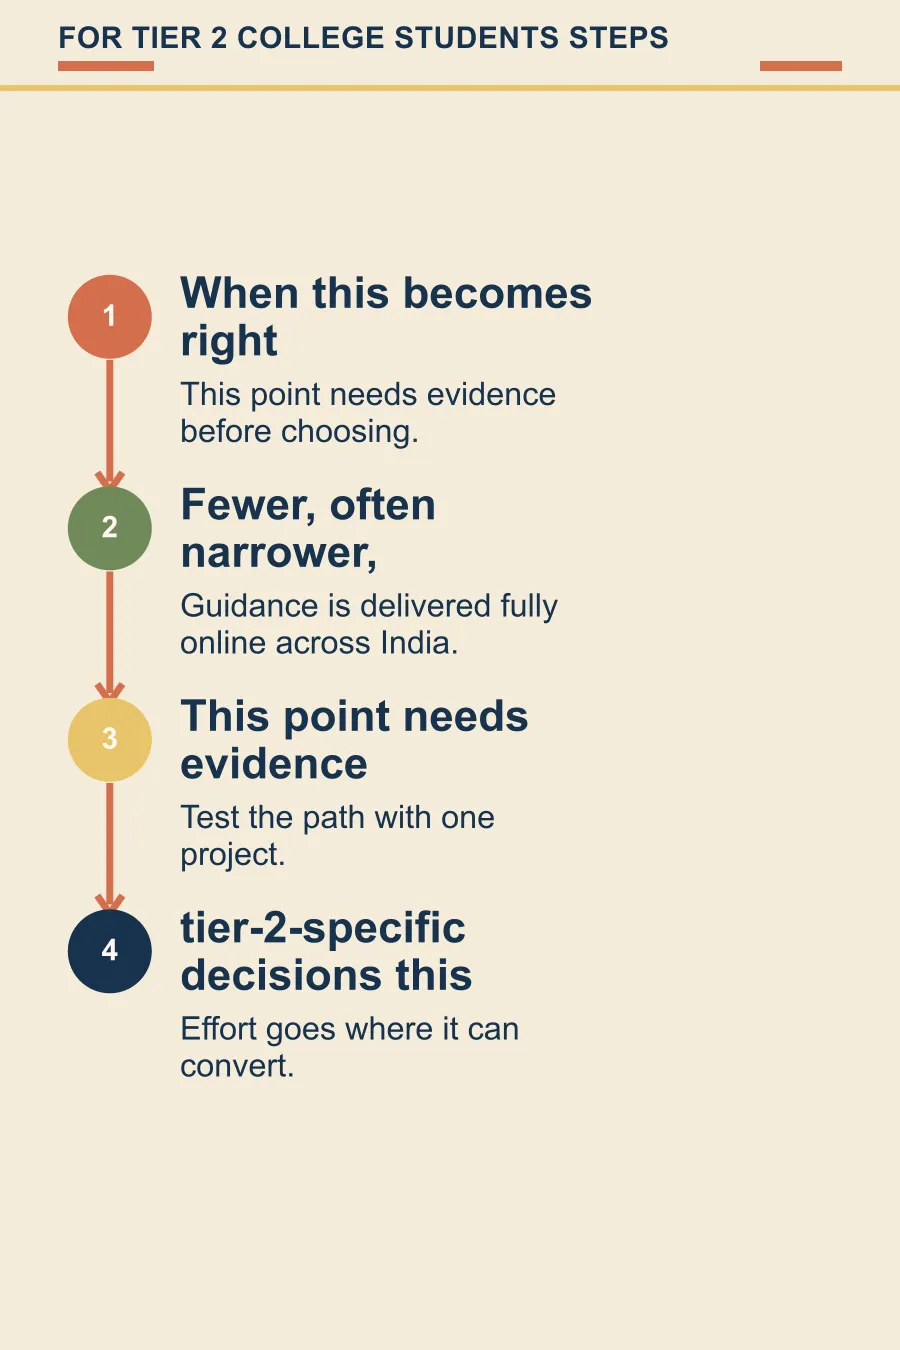 FOR TIER 2 COLLEGE STUDENTS STEPS
1
When this becomes
right
This point needs evidence
before choosing.
2
Fewer, often
narrower,
Guidance is delivered fully
online across India.
3
This point needs
evidence
Test the path with one
project.
4
tier-2-specific
decisions this
Effort goes where it can
convert.